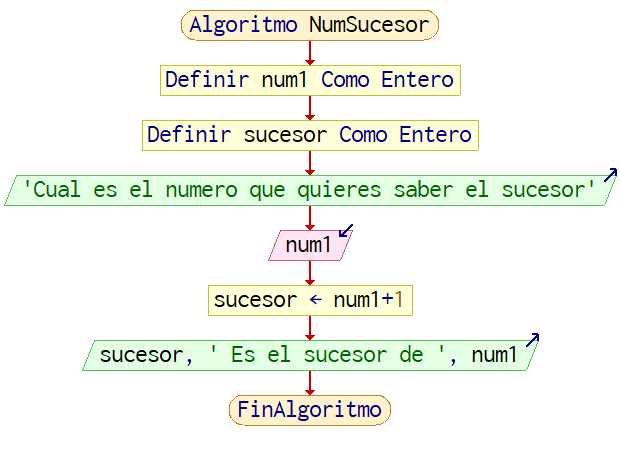 Algoritmo NumSucesor
Definir num1 Como Entero
Definir sucesor Como Entero
'Cual es el numero que quieres saber el sucesor'
num1
sucesor ← num1+1
sucesor, ' Es el sucesor de ', num1
FinAlgoritmo